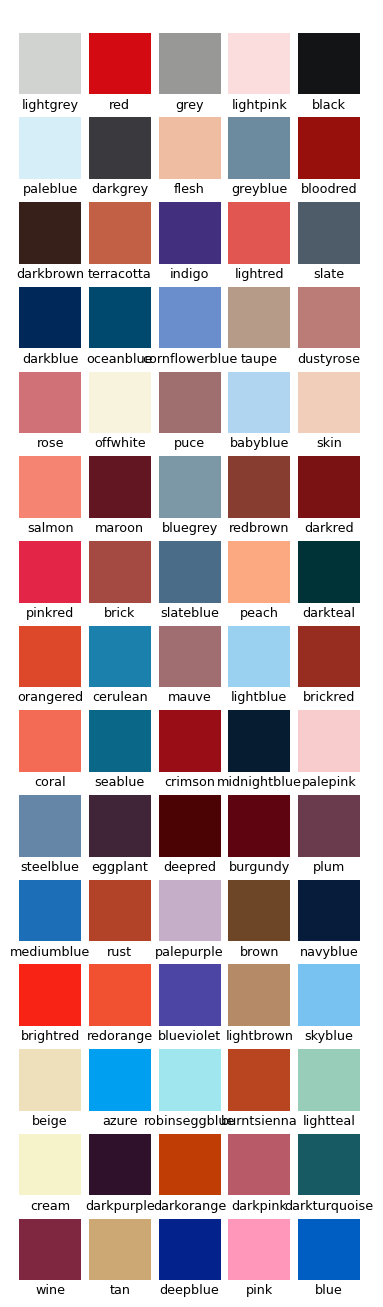 lightgrey red grey lightpink black
paleblue darkgrey flesh greyblue bloodred
darkbrown terracotta indigo lightred slate
darkblue oceanblue cornflowerblue taupe dustyrose
rose offwhite puce babyblue skin
salmon maroon bluegrey redbrown darkred
pinkred brick slateblue peach darkteal
orangered cerulean mauve lightblue brickred
coral seablue crimson midnightblue palepink
steelblue eggplant deepred burgundy plum
mediumblue rust palepurple brown navyblue
brightred redorange blueviolet lightbrown skyblue
beige azure robinseggblue burntsienna lightteal
cream darkpurple darkorange darkpink darkturquoise
wine tan deepblue pink blue